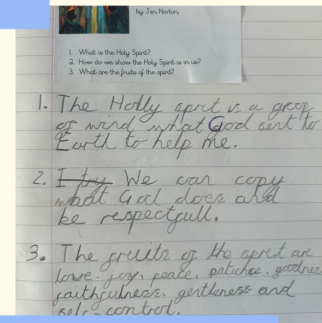 by Jen Norton.
1. What is the Holy Spirit?
2. How do we show the Holy Spirit is in us?
3. What are the fruits of the spirit?
1. The Holly sprit is a
of wind what God sent to
Earth to help me.
2. I try We can copy
what God does and
be respectfull.
3. The fruits of the sprit are
love. joy, peace, patience, goodness
faithfulness, gentleness and
self-control.